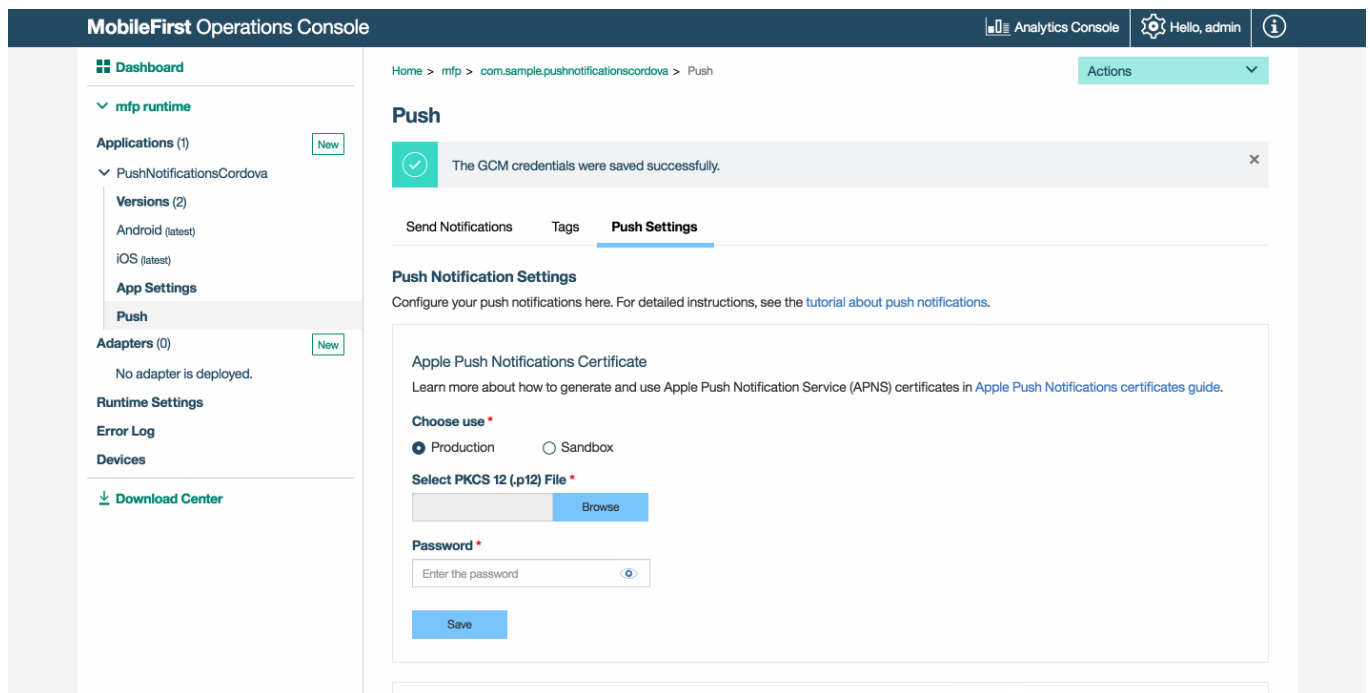 MobileFirst Operations Console
Analytics Console
Hello, admin
Dashboard
mfp runtime
Applications (1)
New
PushNotificationsCordova
Versions (2)
Android (latest)
iOS (latest)
App Settings
Push
Adapters (0)
New
No adapter is deployed.
Runtime Settings
Error Log
Devices
Download Center
Home > mfp > com.sample.pushnotificationscordova > Push
Actions
Push
The GCM credentials were saved successfully.
Send Notifications Tags Push Settings
Push Notification Settings
Configure your push notifications here. For detailed instructions, see the tutorial about push notifications.
Apple Push Notifications Certificate
Learn more about how to generate and use Apple Push Notification Service (APNS) certificates in Apple Push Notifications certificates guide.
Choose use *
Production Sandbox
Select PKCS 12 (.p12) File *
Browse
Password *
Enter the password
Save